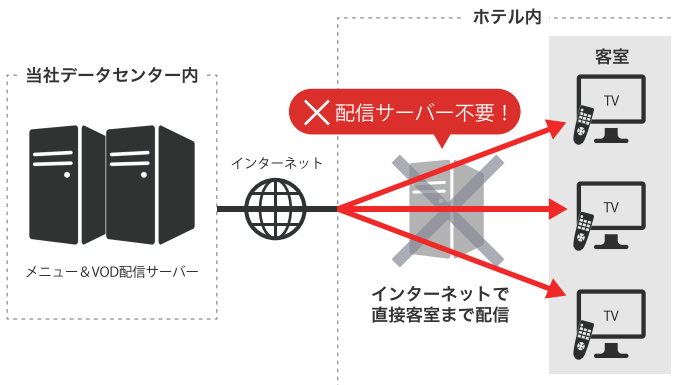 ホテル内
当社データセンター内
客室
配信サーバー不要！
TV
インターネット
TV
メニュー＆VOD配信サーバー
インターネットで
直接客室まで配信
TV